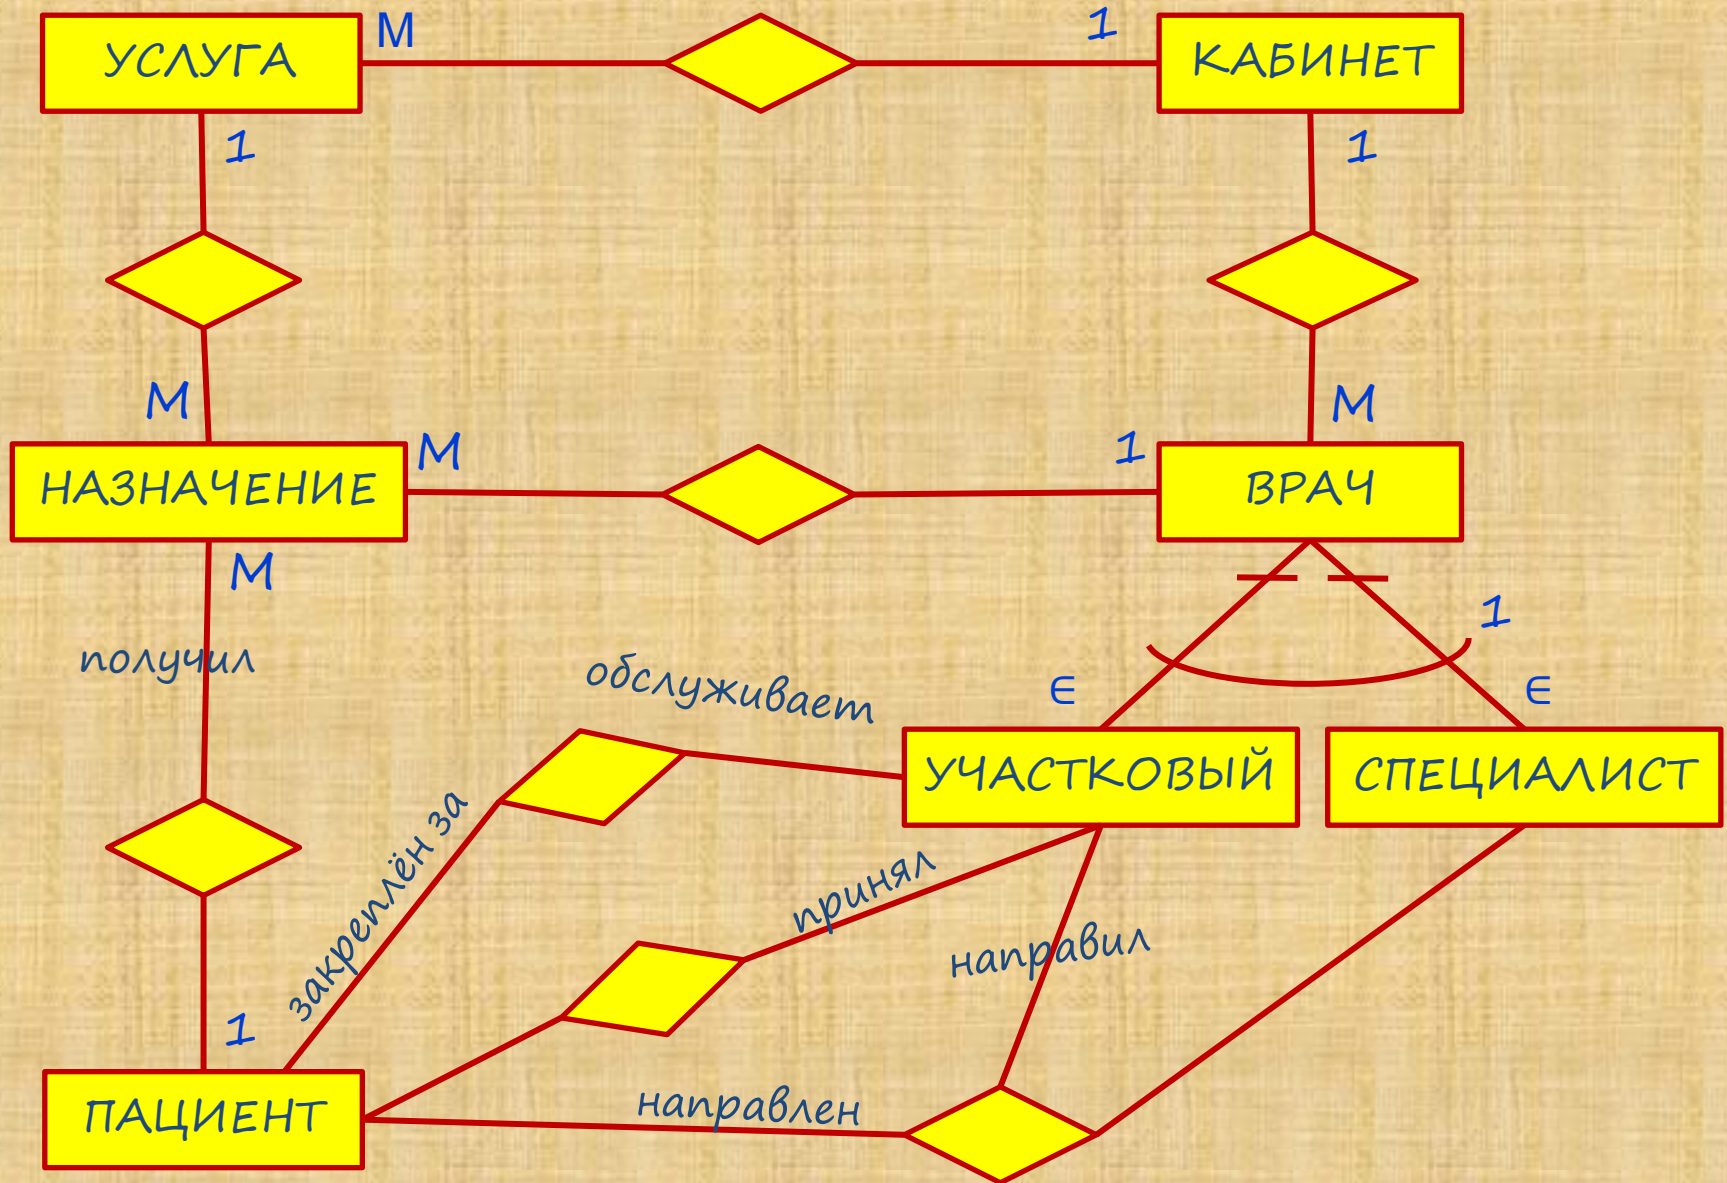 УСЛУГА
М
1
КАБИНЕТ
1
1
М
М
НАЗНАЧЕНИЕ
М
1
ВРАЧ
М
1
получил
обслуживает
∈
∈
УЧАСТКОВЫЙ
СПЕЦИАЛИСТ
закреплён за
принял
направил
1
ПАЦИЕНТ
направлен